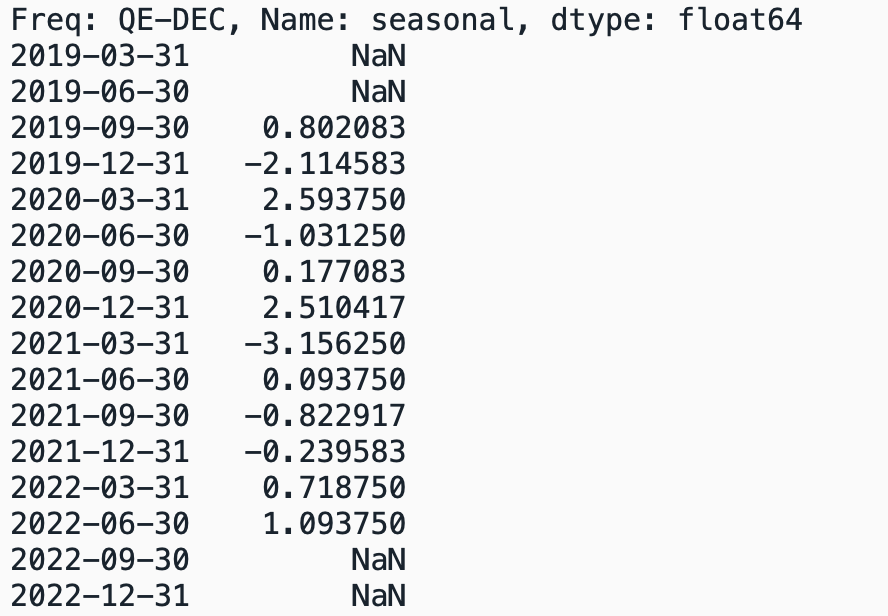 Freq: QE-DEC, Name: seasonal, dtype: float64
2019-03-31         NaN
2019-06-30         NaN
2019-09-30    0.802083
2019-12-31   -2.114583
2020-03-31    2.593750
2020-06-30   -1.031250
2020-09-30    0.177083
2020-12-31    2.510417
2021-03-31   -3.156250
2021-06-30    0.093750
2021-09-30   -0.822917
2021-12-31   -0.239583
2022-03-31    0.718750
2022-06-30    1.093750
2022-09-30         NaN
2022-12-31         NaN